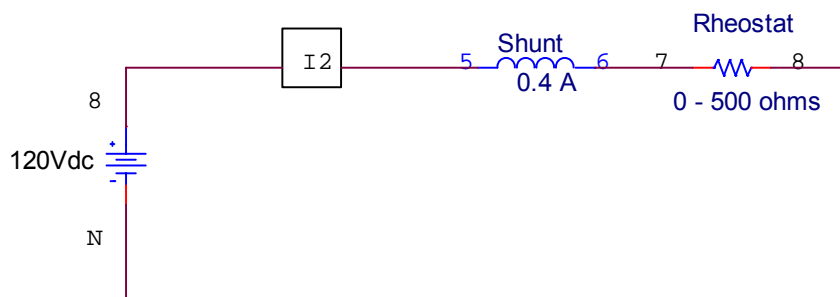 Rheostat
Shunt
I2
5
6
7
8
0.4 A
0 - 500 ohms
8
+
120Vdc
-
N